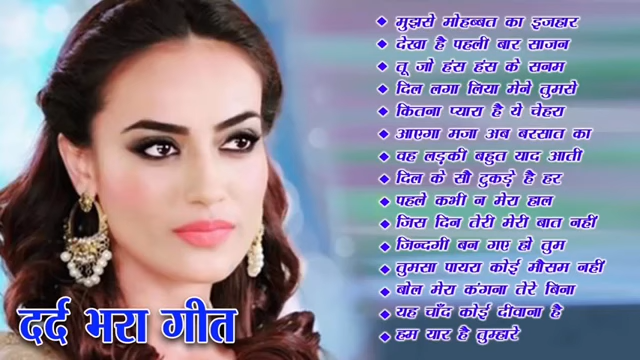 मुझसे मोहब्बत का इजहार
देखा है पहली बार साजन
तू जो हंस हंस के सनम
दिल लगा लिया मेने तुमसे
कितना प्यारा है ये चेहरा
आएगा मजा अब बरसात का
वह लड़की बहुत याद आती
दिल के सौ टुकड़े है हर
पहले कभी न मेरा हाल
जिस दिन तेरी मेरी बात नहीं
जिन्दगी बन गए हो तुम
तुमसा पायरा कोई मौसम नहीं
बोल मेरा कंगना तेरे बिना
यह चाँद कोई दीवाना है
हम यार है तुम्हारे
दर्द भरा गीत